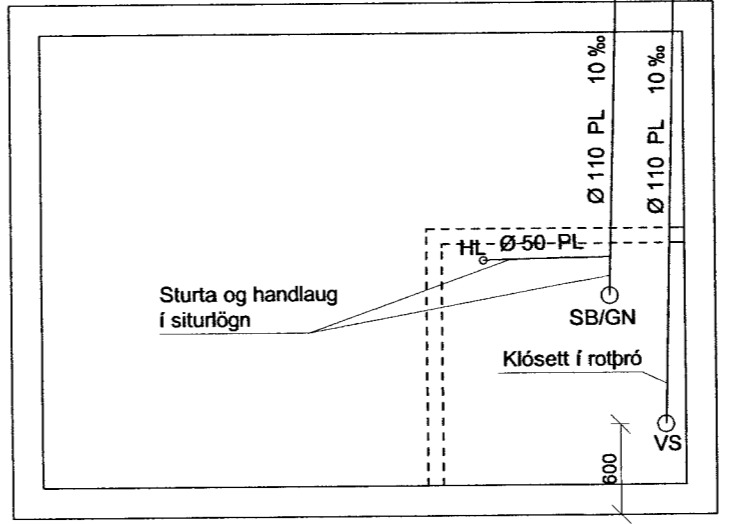 Ø 110 PL 10 ‰
Ø 110 PL 10 ‰
HL Ø 50 PL
Sturta og handlaug
í siturlögn
SB/GN
Klósett í rotþró
VS
600